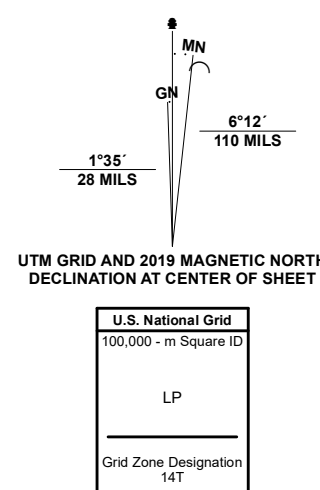 MN
GN
6°12´
110 MILS
1°35´
28 MILS
UTM GRID AND 2019 MAGNETIC NORTH
DECLINATION AT CENTER OF SHEET
U.S. National Grid
100,000 - m Square ID
LP
Grid Zone Designation
14T